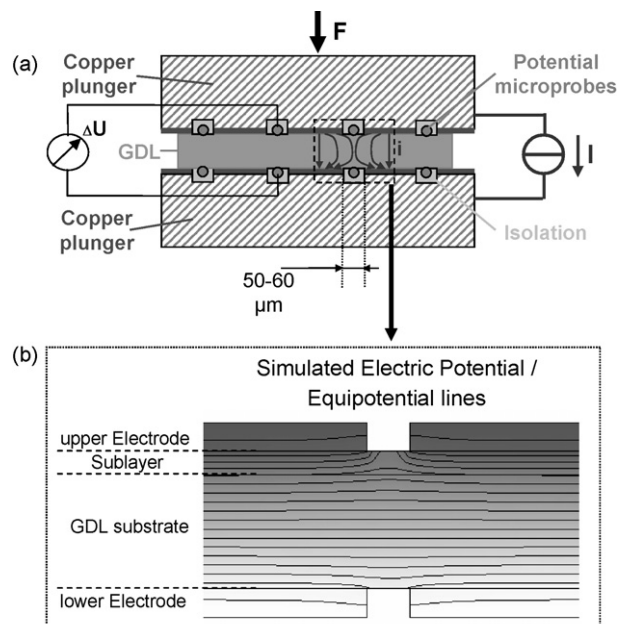 F
(a)
Copper
plunger
Potential
microprobes
ΔU
GDL
i
I
Copper
plunger
Isolation
50-60
µm
(b)
Simulated Electric Potential /
Equipotential lines
upper Electrode
Sublayer
GDL substrate
lower Electrode